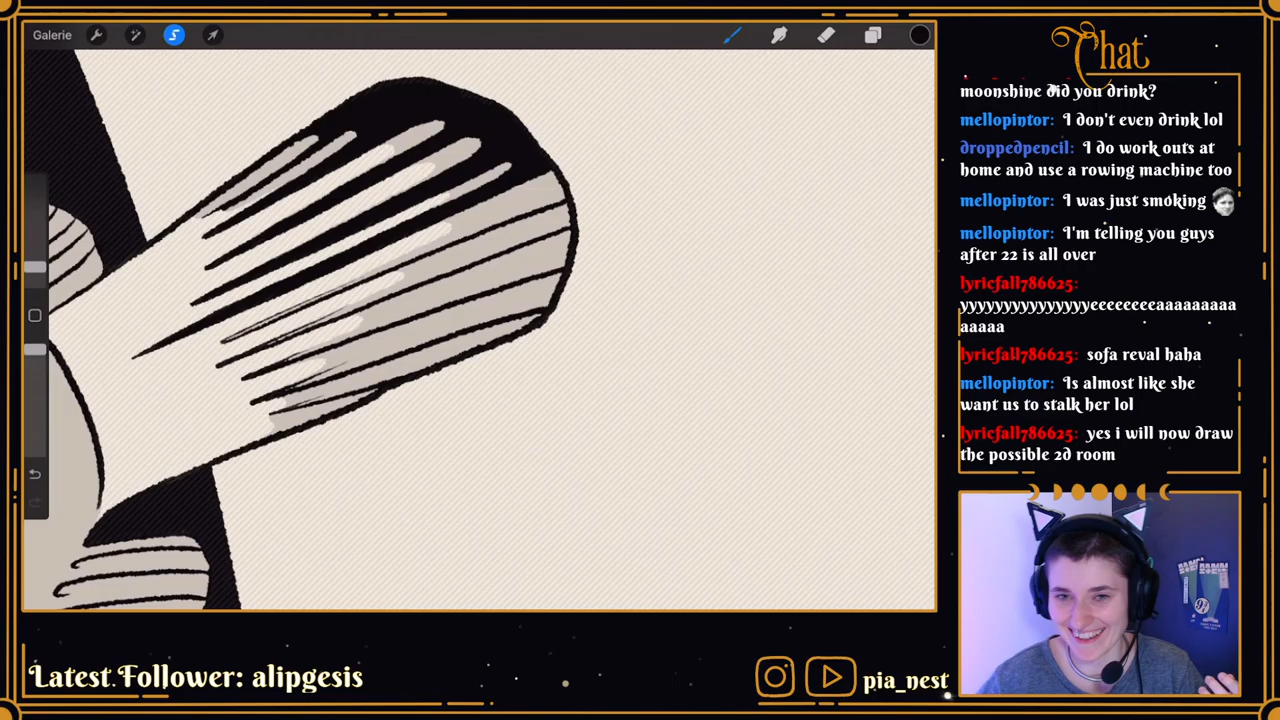 Galerie
S
Chat
moonshine did you drink?
mellopintor: I don't even drink lol
droppedpencil: I do work outs at
home and use a rowing machine too
mellopintor: I was just smoking
mellopintor: I'm telling you guys
after 22 is all over
lyricfall786625:
yyyyyyyyyyyyyyyeeeeeeeeaaaaaaaaa
aaaaa
lyricfall786625: sofa reval haha
mellopintor: Is almost like she
want us to stalk her lol
lyricfall786625: yes i will now draw
the possible 2d room
Latest Follower: alipgesis
pia_nest